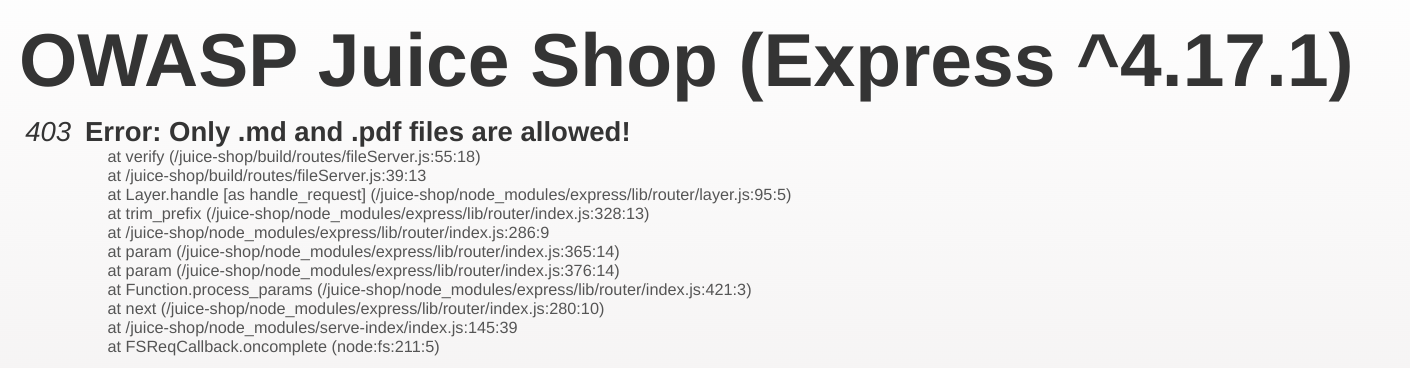 OWASP Juice Shop (Express ^4.17.1)
403 Error: Only .md and .pdf files are allowed!
at verify (/juice-shop/build/routes/fileServer.js:55:18)
at /juice-shop/build/routes/fileServer.js:39:13
at Layer.handle [as handle_request] (/juice-shop/node_modules/express/lib/router/layer.js:95:5)
at trim_prefix (/juice-shop/node_modules/express/lib/router/index.js:328:13)
at /juice-shop/node_modules/express/lib/router/index.js:286:9
at param (/juice-shop/node_modules/express/lib/router/index.js:365:14)
at param (/juice-shop/node_modules/express/lib/router/index.js:376:14)
at Function.process_params (/juice-shop/node_modules/express/lib/router/index.js:421:3)
at next (/juice-shop/node_modules/express/lib/router/index.js:280:10)
at /juice-shop/node_modules/serve-index/index.js:145:39
at FSReqCallback.oncomplete (node:fs:211:5)